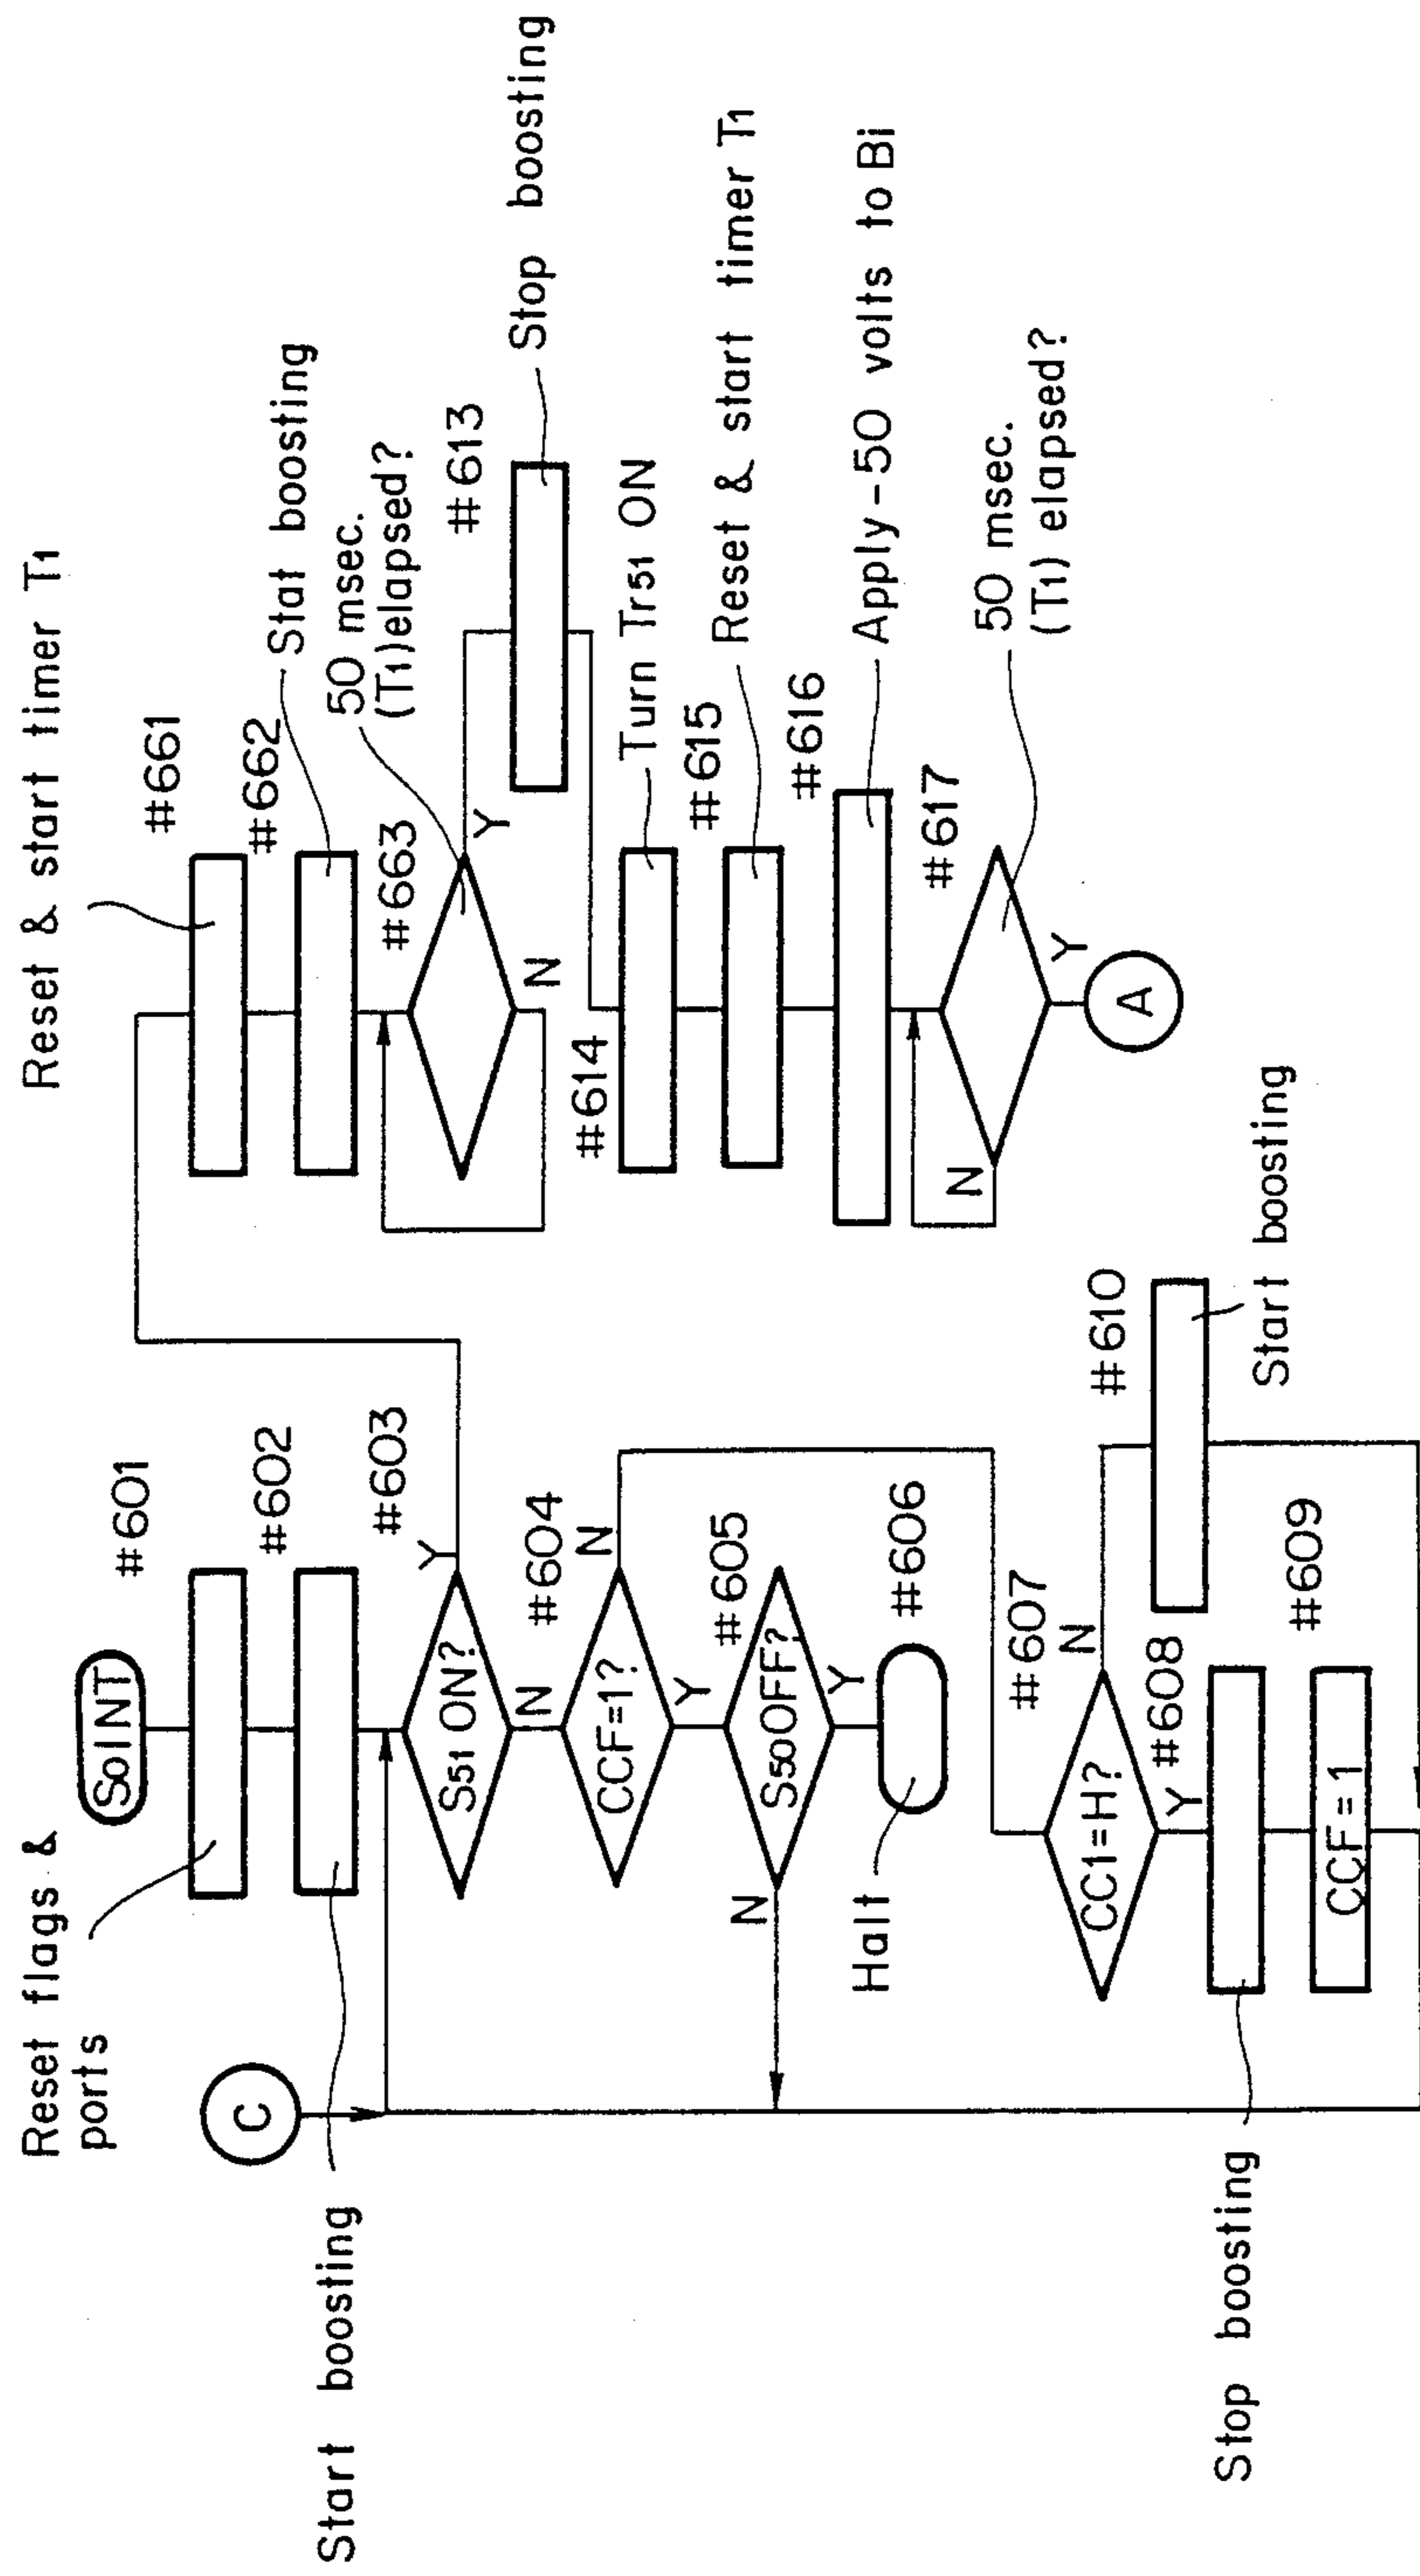 Reset flags &
ports
SoINT
#601
C
#602
Start boosting
#603
S51 ON?
Y
N
#604
CCF=1?
N
Y
#605
S50OFF?
N
Y
#606
Halt
#607
CC1=H?
N
Y
#608
Stop boosting
#609
CCF=1
#610
Start boosting
Reset & start timer T1
#661
#662
Stat boosting
#663
50 msec.
(T1)elapsed?
Y
N
#613
Stop boosting
#614
Turn Tr51 ON
#615
Reset & start timer T1
#616
Apply-50 volts to Bi
#617
50 msec.
(T1) elapsed?
N
Y
A